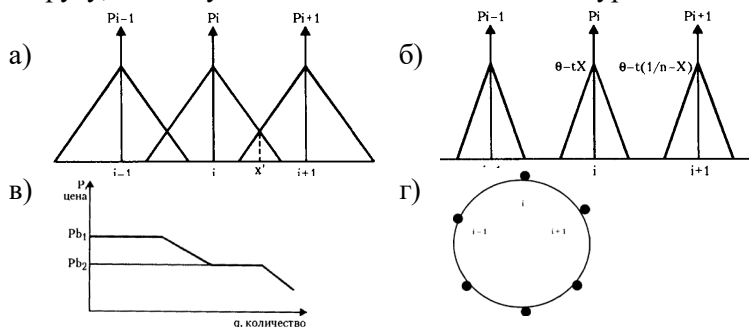 Pi−1 Pi Pi+1
а)
i−1 i x' i+1
Pi−1 Pi Pi+1
б)
θ−tX θ−t(1/n−X)
i i+1
в)
P
цена
Pb1
Pb2
q, количество
г)
i
i−1 i+1